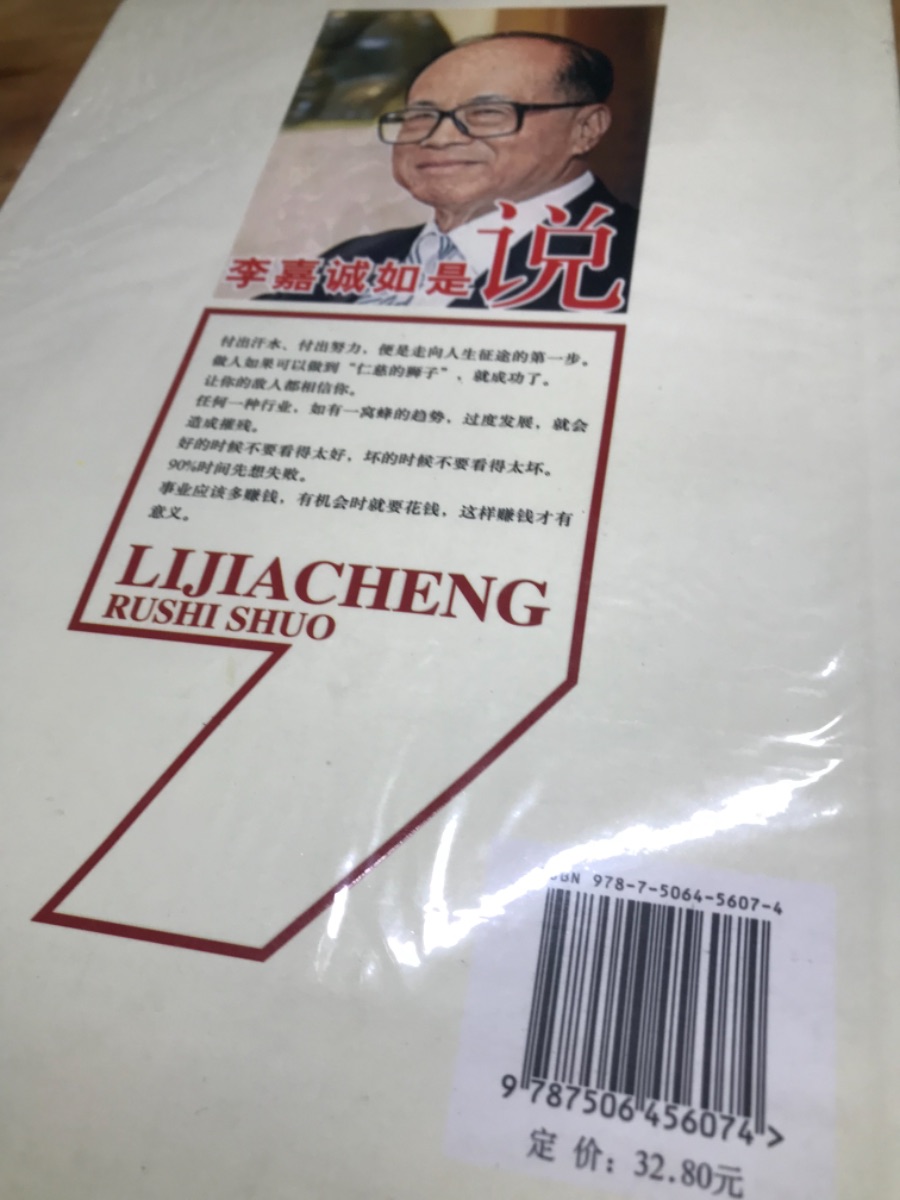 李嘉诚如是说
付出汗水、付出努力，便是走向人生征途的第一步。
做人如果可以做到“仁慈的狮子”，就成功了。
让你的敌人都相信你。
任何一种行业，如有一窝蜂的趋势，过度发展，就会
造成摧残。
好的时候不要看得太好，坏的时候不要看得太坏。
90%时间先想失败。
事业应该多赚钱，有机会时就要花钱，这样赚钱才有
意义。
LIJIACHENG
RUSHI SHUO
ISBN 978-7-5064-5607-4
9 787506 456074 >
定 价：32.80元